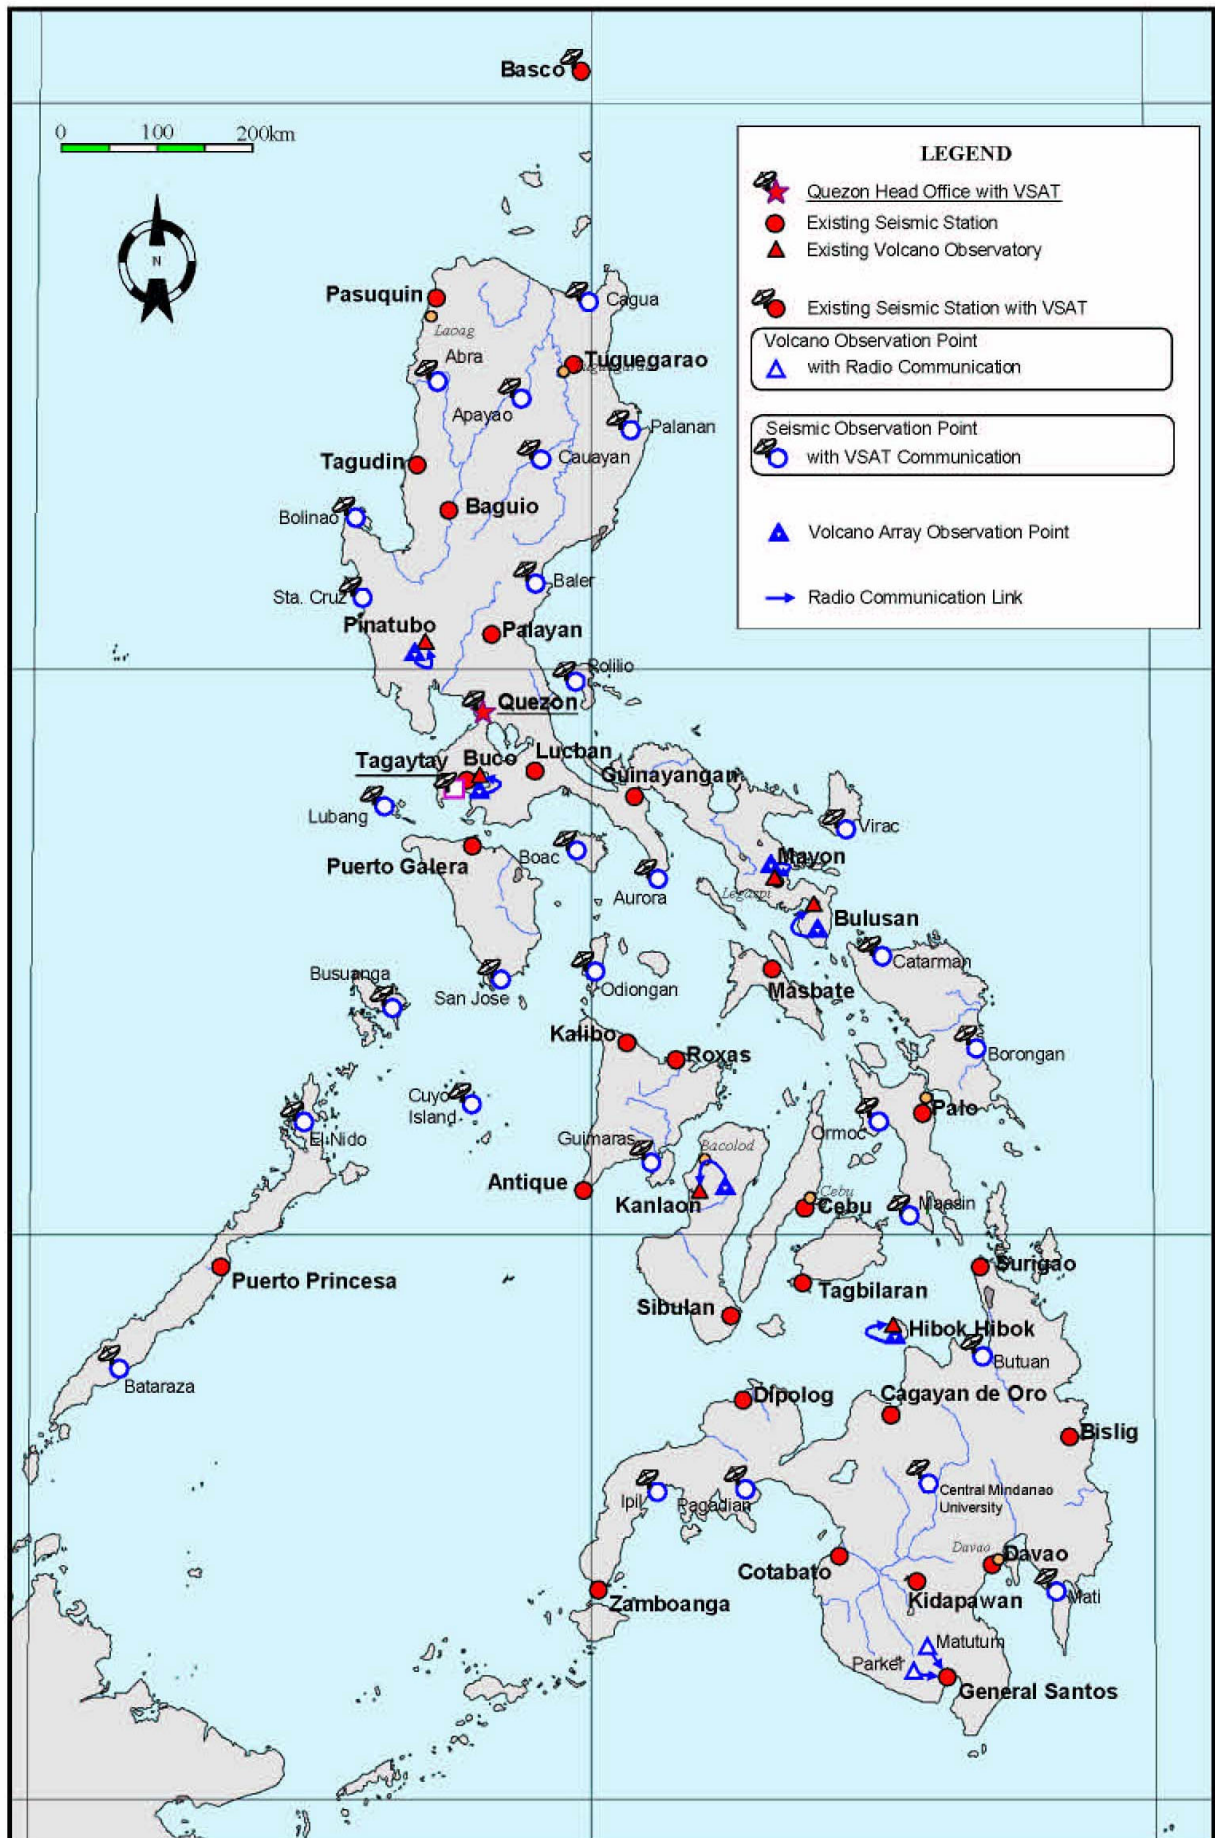 Basco
0 100 200km
N
LEGEND
Quezon Head Office with VSAT
Existing Seismic Station
Existing Volcano Observatory
Existing Seismic Station with VSAT
Volcano Observation Point
with Radio Communication
Seismic Observation Point
with VSAT Communication
Volcano Array Observation Point
Radio Communication Link
Pasuquin
Cagua
Laoag
Abra
Tuguegarao
Apayao
Palanan
Tagudin
Cauayan
Baguio
Bolinao
Baler
Sta. Cruz
Pinatubo
Palayan
Polilio
Quezon
Tagaytay
Buco
Lucban
Guinayangan
Lubang
Virac
Puerto Galera
Boac
Mayon
Aurora
Legaspi
Bulusan
Catarman
Busuanga
San Jose
Odiongan
Masbate
Kalibo
Roxas
Borongan
Cuyo
Island
Palo
El Nido
Guimaras
Bacolod
Ormoc
Antique
Kanlaon
Cebu
Cebu
Maasin
Puerto Princesa
Surigao
Tagbilaran
Sibulan
Hibok Hibok
Butuan
Bataraza
Dipolog
Cagayan de Oro
Bislig
Ipil
Pagadian
Central Mindanao
University
Davao
Davao
Cotabato
Kidapawan
Mati
Zamboanga
Matutum
Parker
General Santos